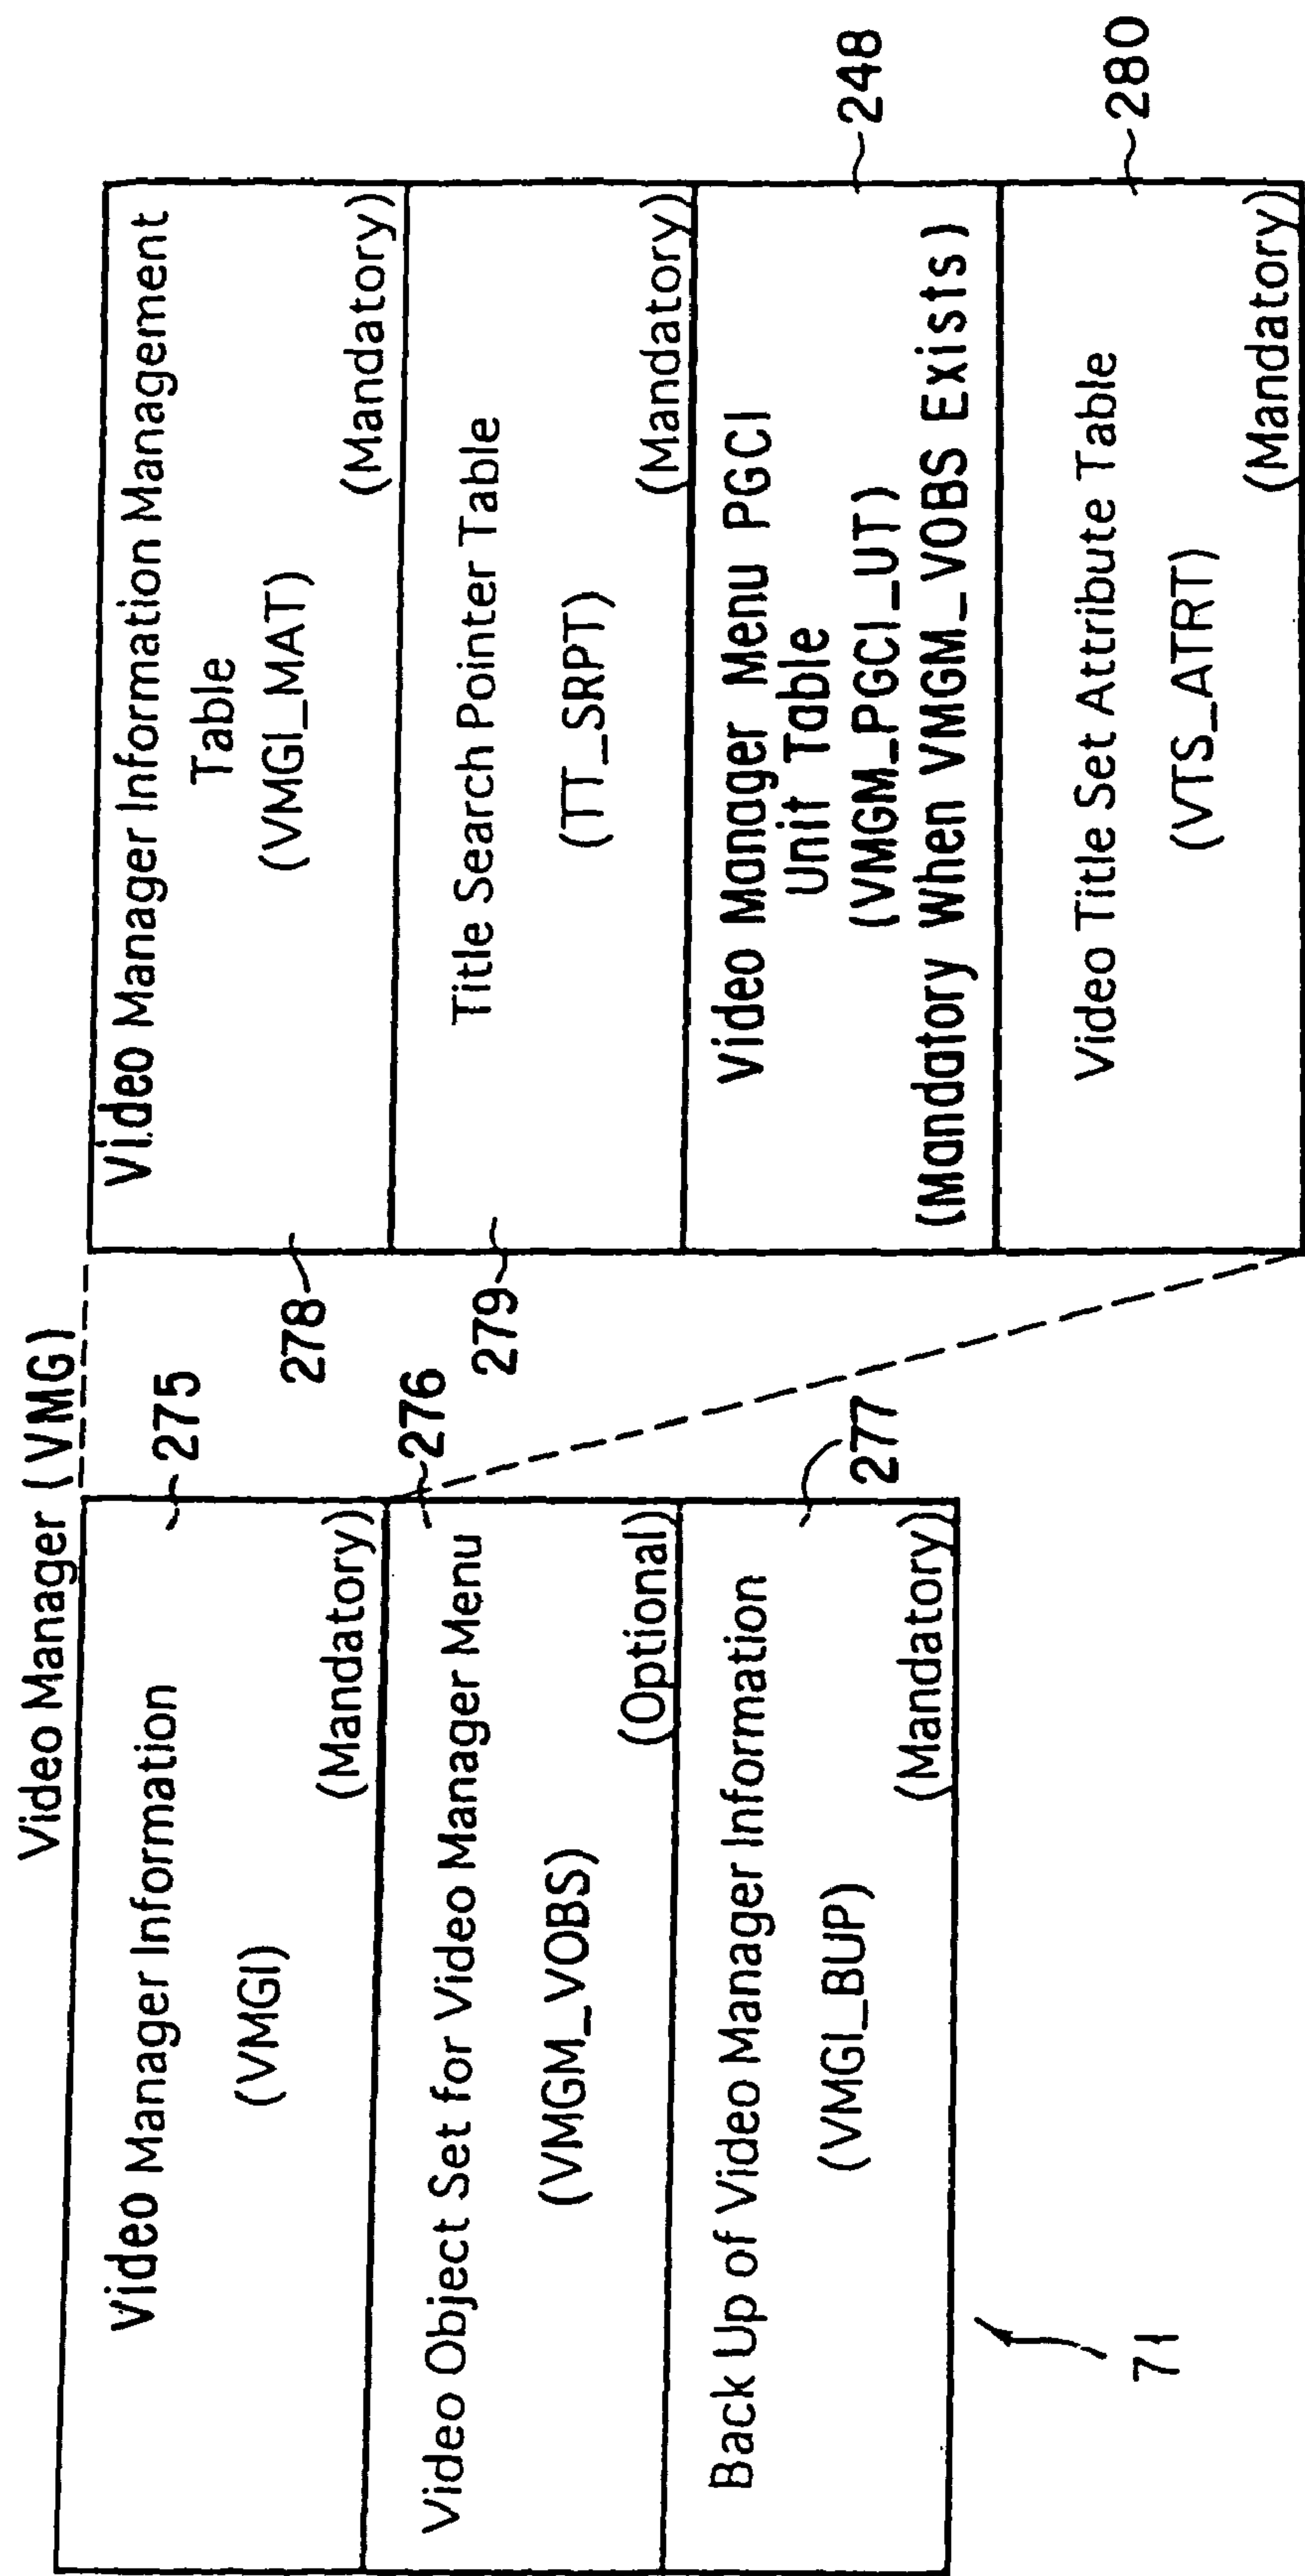 Video Manager (VMG)
Video Manager Information
(VMGI)
(Mandatory)
275
Video Object Set for Video Manager Menu
(VMGM_VOBS)
(Optional)
276
Back Up of Video Manager Information
(VMGI_BUP)
(Mandatory)
277
71
Video Manager Information Management
Table
(VMGI_MAT)
(Mandatory)
278
Title Search Pointer Table
(TT_SRPT)
(Mandatory)
279
Video Manager Menu PGCI
Unit Table
(VMGM_PGCI_UT)
(Mandatory When VMGM_VOBS Exists)
248
Video Title Set Attribute Table
(VTS_ATRT)
(Mandatory)
280